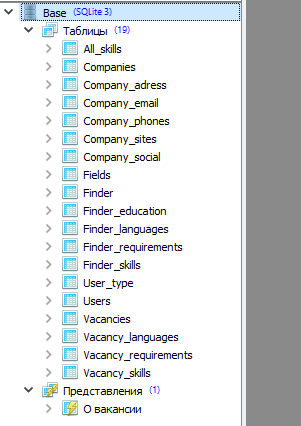 Base (SQLite 3)
Таблицы (19)
All_skills
Companies
Company_adress
Company_email
Company_phones
Company_sites
Company_social
Fields
Finder
Finder_education
Finder_languages
Finder_requirements
Finder_skills
User_type
Users
Vacancies
Vacancy_languages
Vacancy_requirements
Vacancy_skills
Представления (1)
О вакансии